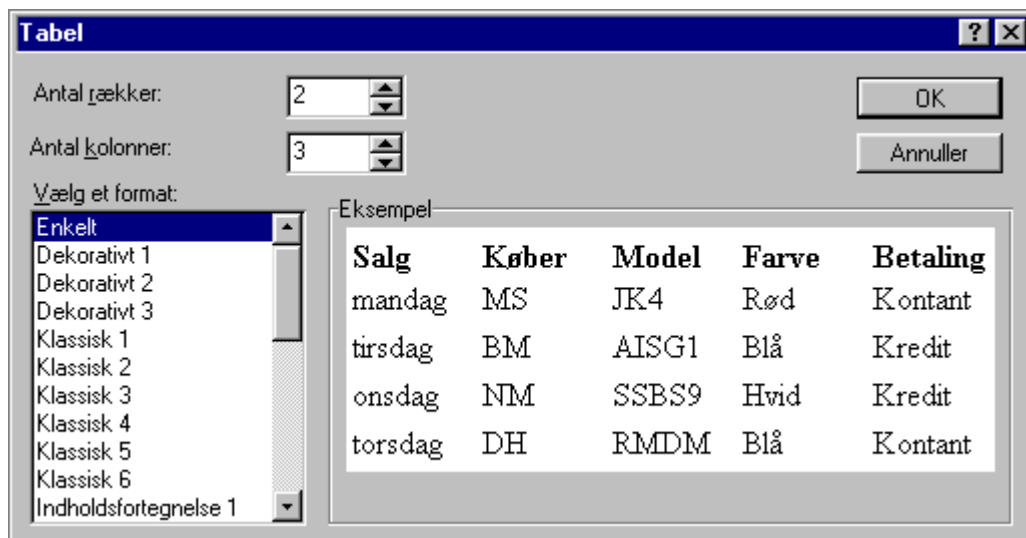 Tabel
Antal rækker: 2
OK
Antal kolonner: 3
Annuller
Vælg et format:
Enkelt
Dekorativt 1
Dekorativt 2
Dekorativt 3
Klassisk 1
Klassisk 2
Klassisk 3
Klassisk 4
Klassisk 5
Klassisk 6
Indholdsfortegnelse 1
Eksempel
Salg Køber Model Farve Betaling
mandag MS JK4 Rød Kontant
tirsdag BM AISG1 Blå Kredit
onsdag NM SSBS9 Hvid Kredit
torsdag DH RMDM Blå Kontant